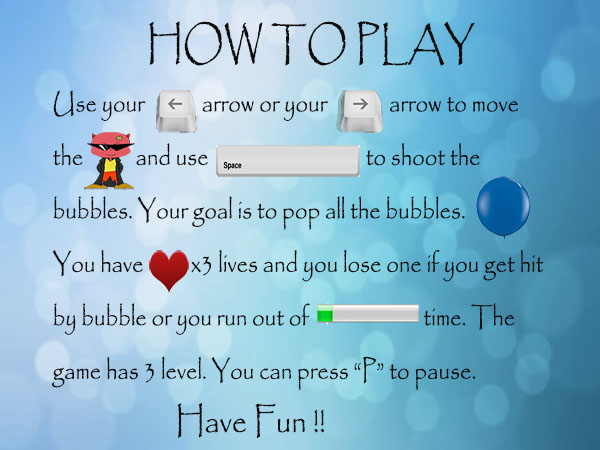 HOW TO PLAY
Use your ← arrow or your → arrow to move
the and use Space to shoot the
bubbles. Your goal is to pop all the bubbles.
You have x3 lives and you lose one if you get hit
by bubble or you run out of time. The
game has 3 level. You can press “P” to pause.
Have Fun !!